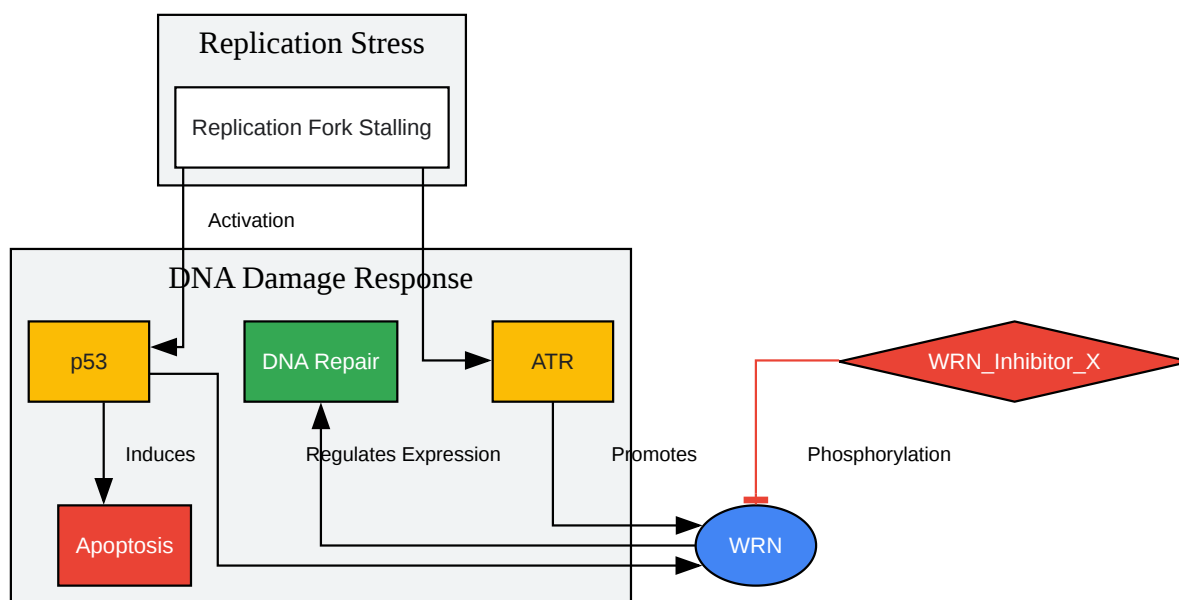 Replication Stress
Replication Fork Stalling
Activation
DNA Damage Response
p53
DNA Repair
ATR
WRN_Inhibitor_X
Induces
Regulates Expression
Promotes
Phosphorylation
Apoptosis
WRN